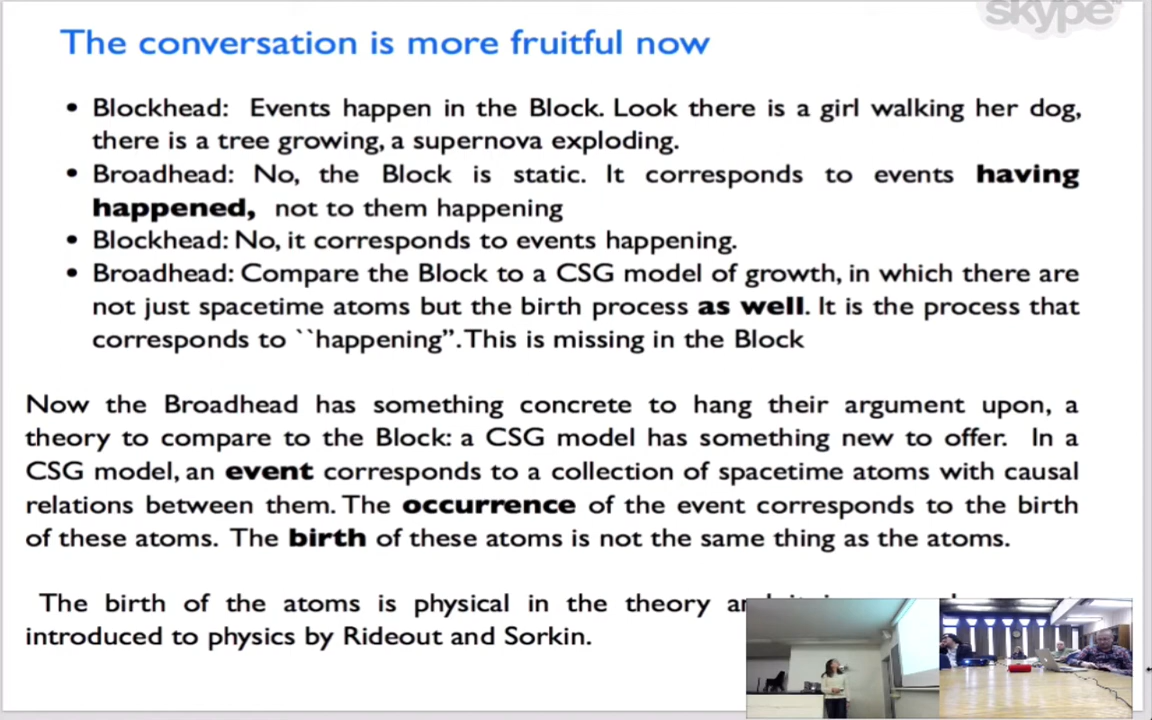 skype
The conversation is more fruitful now
• Blockhead: Events happen in the Block. Look there is a girl walking her dog,
there is a tree growing, a supernova exploding.
• Broadhead: No, the Block is static. It corresponds to events having
happened, not to them happening
• Blockhead: No, it corresponds to events happening.
• Broadhead: Compare the Block to a CSG model of growth, in which there are
not just spacetime atoms but the birth process as well. It is the process that
corresponds to ``happening”. This is missing in the Block
Now the Broadhead has something concrete to hang their argument upon, a
theory to compare to the Block: a CSG model has something new to offer. In a
CSG model, an event corresponds to a collection of spacetime atoms with causal
relations between them. The occurrence of the event corresponds to the birth
of these atoms. The birth of these atoms is not the same thing as the atoms.
The birth of the atoms is physical in the theory
introduced to physics by Rideout and Sorkin.